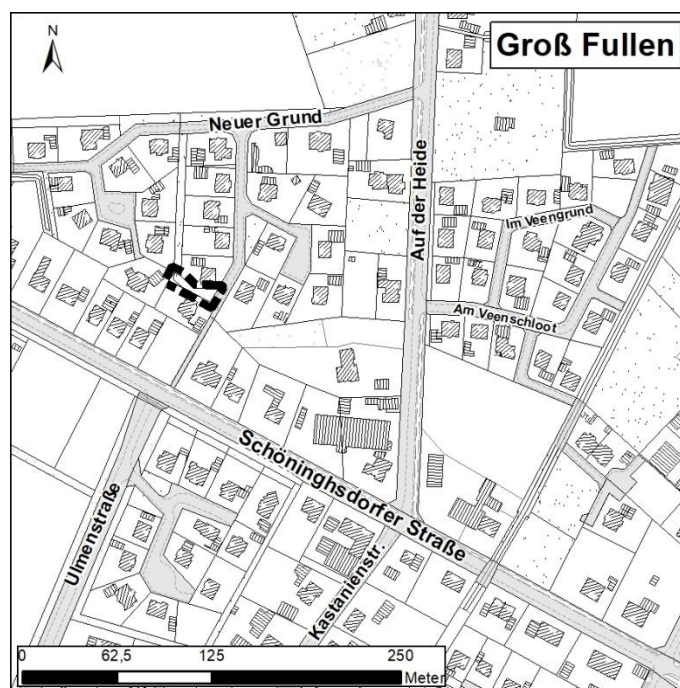 N
Groß Fullen
Neuer Grund
Auf der Heide
Im Veengrund
Am Veenschloot
Schöninghsdorfer Straße
Ulmenstraße
Kastanienstr.
0 62,5 125 250
Meter